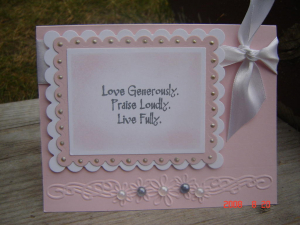 Love Generously,
Praise Loudly,
Live Fully.